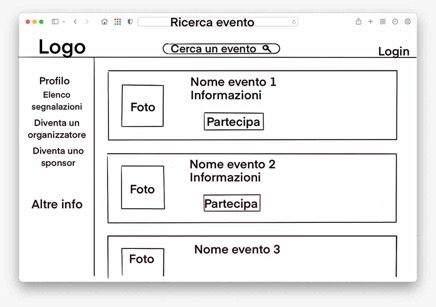 Ricerca evento
Logo
Cerca un evento
Login
Profilo
Elenco
segnalazioni
Diventa un
organizzatore
Diventa uno
sponsor
Altre info
Foto
Nome evento 1
Informazioni
Partecipa
Foto
Nome evento 2
Informazioni
Partecipa
Foto
Nome evento 3